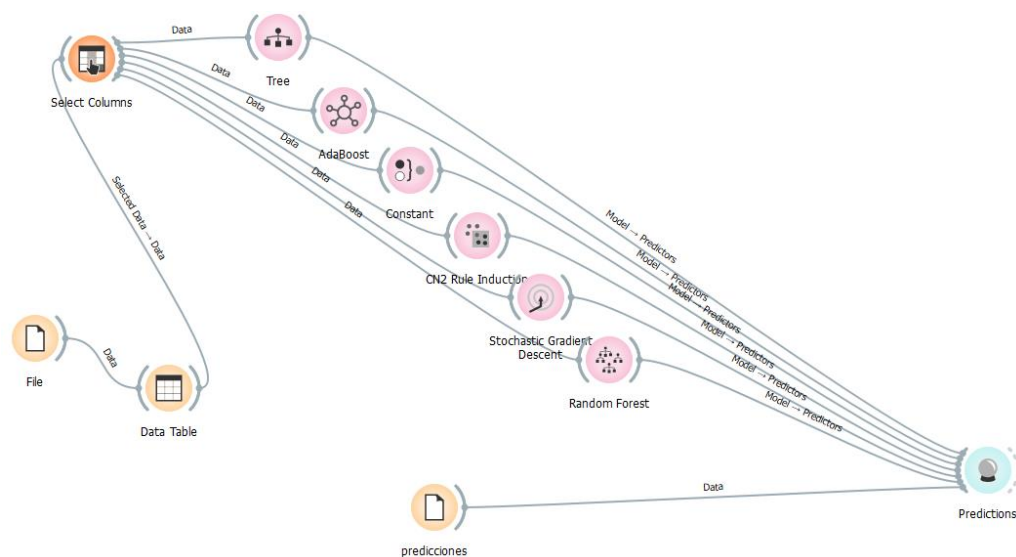 Data
Tree
Select Columns
Data
AdaBoost
Data
Constant
Data
CN2 Rule Induction
Data
Stochastic Gradient
Descent
Data
Random Forest
Selected Data → Data
File
Data
Data Table
Model → Predictors
Model → Predictors
Model → Predictors
Model → Predictors
Model → Predictors
Model → Predictors
predicciones
Data
Predictions